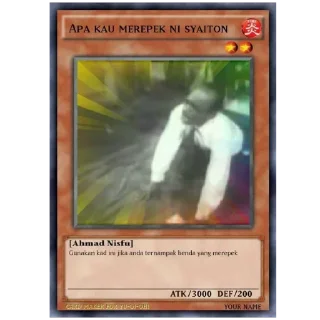 Apa kau merepek ni syaiton
炎
[Ahmad Nisfu]
Gunakan kad ini jika anda ternampak benda yang merepek
ATK/3000 DEF/200
YOUR NAME